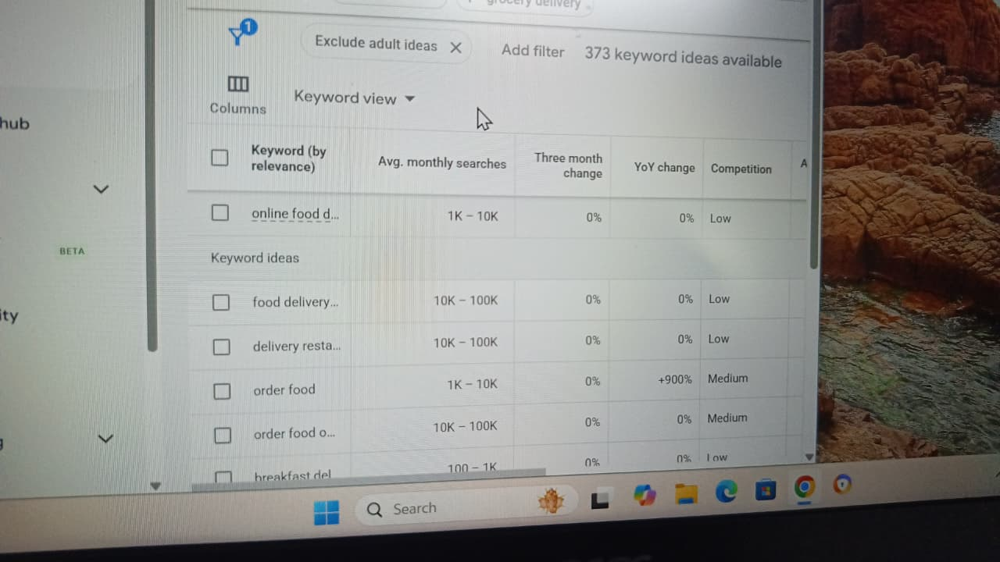 grocery delivery
1
Exclude adult ideas
Add filter
373 keyword ideas available
Columns
Keyword view
hub
Keyword (by
relevance)
Avg. monthly searches
Three month
change
YoY change
Competition
A
online food d...
1K – 10K
0%
0%
Low
BETA
Keyword ideas
food delivery...
10K – 100K
0%
0%
Low
ity
delivery resta...
10K – 100K
0%
0%
Low
order food
1K – 10K
0%
+900%
Medium
order food o...
10K – 100K
0%
0%
Medium
g
breakfast del
100 – 1K
0%
0%
Low
Search